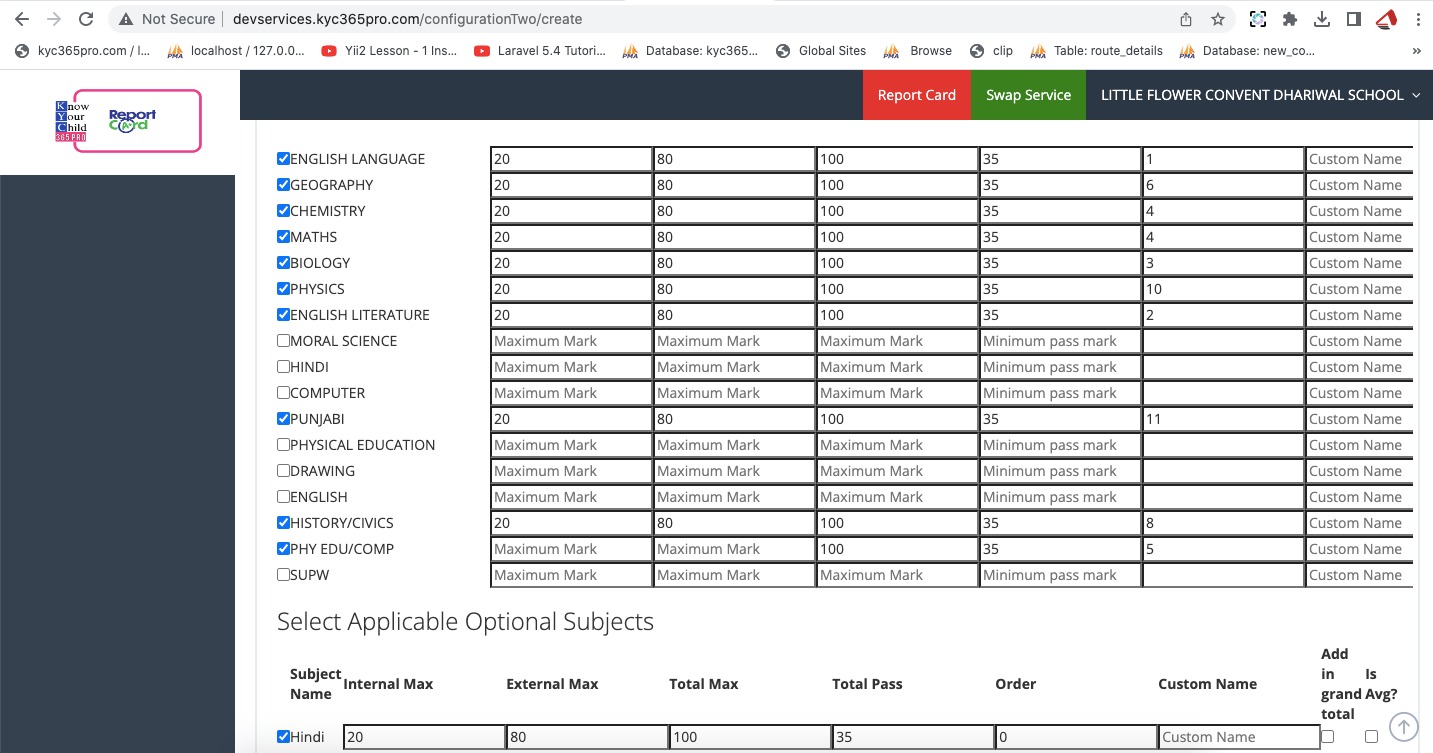 Not Secure | devservices.kyc365pro.com/configurationTwo/create
kyc365pro.com / l... localhost / 127.0.0... Yii2 Lesson - 1 Ins... Laravel 5.4 Tutori... Database: kyc365... Global Sites Browse clip Table: route_details Database: new_co... »
Know Your Child 365 PRO Report Card
Report Card Swap Service LITTLE FLOWER CONVENT DHARIWAL SCHOOL
ENGLISH LANGUAGE 20 80 100 35 1 Custom Name
GEOGRAPHY 20 80 100 35 6 Custom Name
CHEMISTRY 20 80 100 35 4 Custom Name
MATHS 20 80 100 35 4 Custom Name
BIOLOGY 20 80 100 35 3 Custom Name
PHYSICS 20 80 100 35 10 Custom Name
ENGLISH LITERATURE 20 80 100 35 2 Custom Name
MORAL SCIENCE Maximum Mark Maximum Mark Maximum Mark Minimum pass mark Custom Name
HINDI Maximum Mark Maximum Mark Maximum Mark Minimum pass mark Custom Name
COMPUTER Maximum Mark Maximum Mark Maximum Mark Minimum pass mark Custom Name
PUNJABI 20 80 100 35 11 Custom Name
PHYSICAL EDUCATION Maximum Mark Maximum Mark Maximum Mark Minimum pass mark Custom Name
DRAWING Maximum Mark Maximum Mark Maximum Mark Minimum pass mark Custom Name
ENGLISH Maximum Mark Maximum Mark Maximum Mark Minimum pass mark Custom Name
HISTORY/CIVICS 20 80 100 35 8 Custom Name
PHY EDU/COMP Maximum Mark Maximum Mark 100 35 5 Custom Name
SUPW Maximum Mark Maximum Mark Maximum Mark Minimum pass mark Custom Name
Select Applicable Optional Subjects
Subject Name Internal Max External Max Total Max Total Pass Order Custom Name Add in grand total Is Avg?
Hindi 20 80 100 35 0 Custom Name